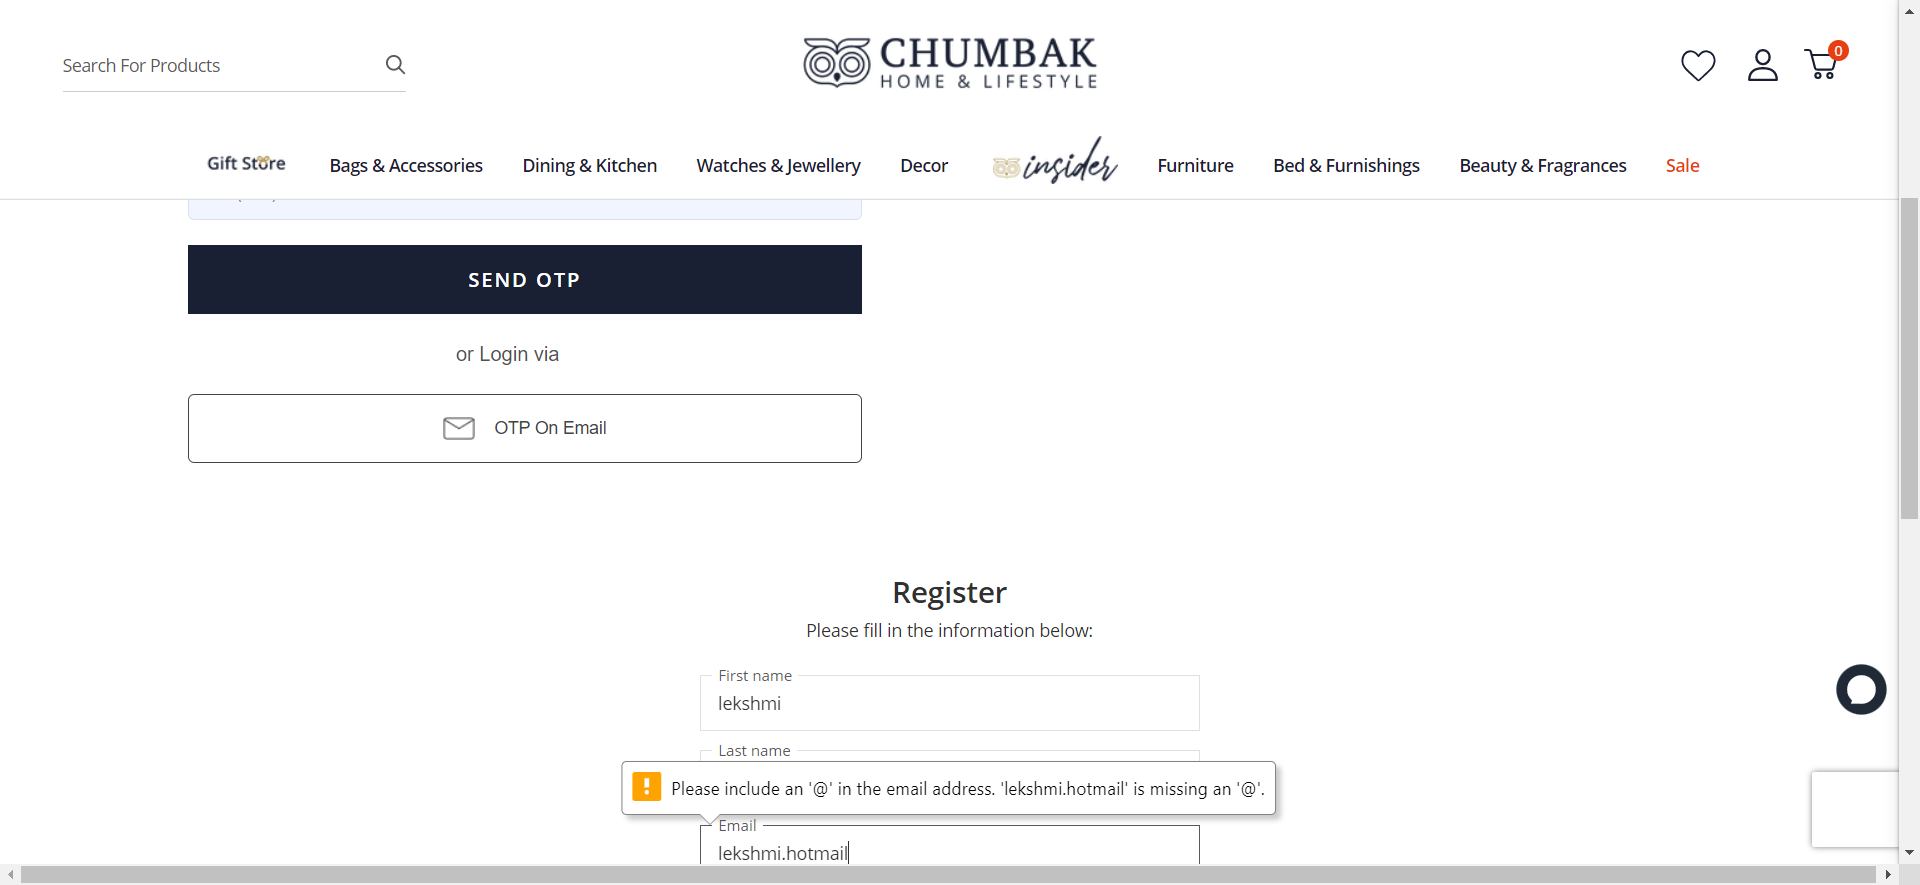 Search For Products
CHUMBAK
HOME & LIFESTYLE
0
Gift Store
Bags & Accessories
Dining & Kitchen
Watches & Jewellery
Decor
insider
Furniture
Bed & Furnishings
Beauty & Fragrances
Sale
SEND OTP
or Login via
OTP On Email
Register
Please fill in the information below:
First name
lekshmi
Last name
! Please include an '@' in the email address. 'lekshmi.hotmail' is missing an '@'.
Email
lekshmi.hotmail